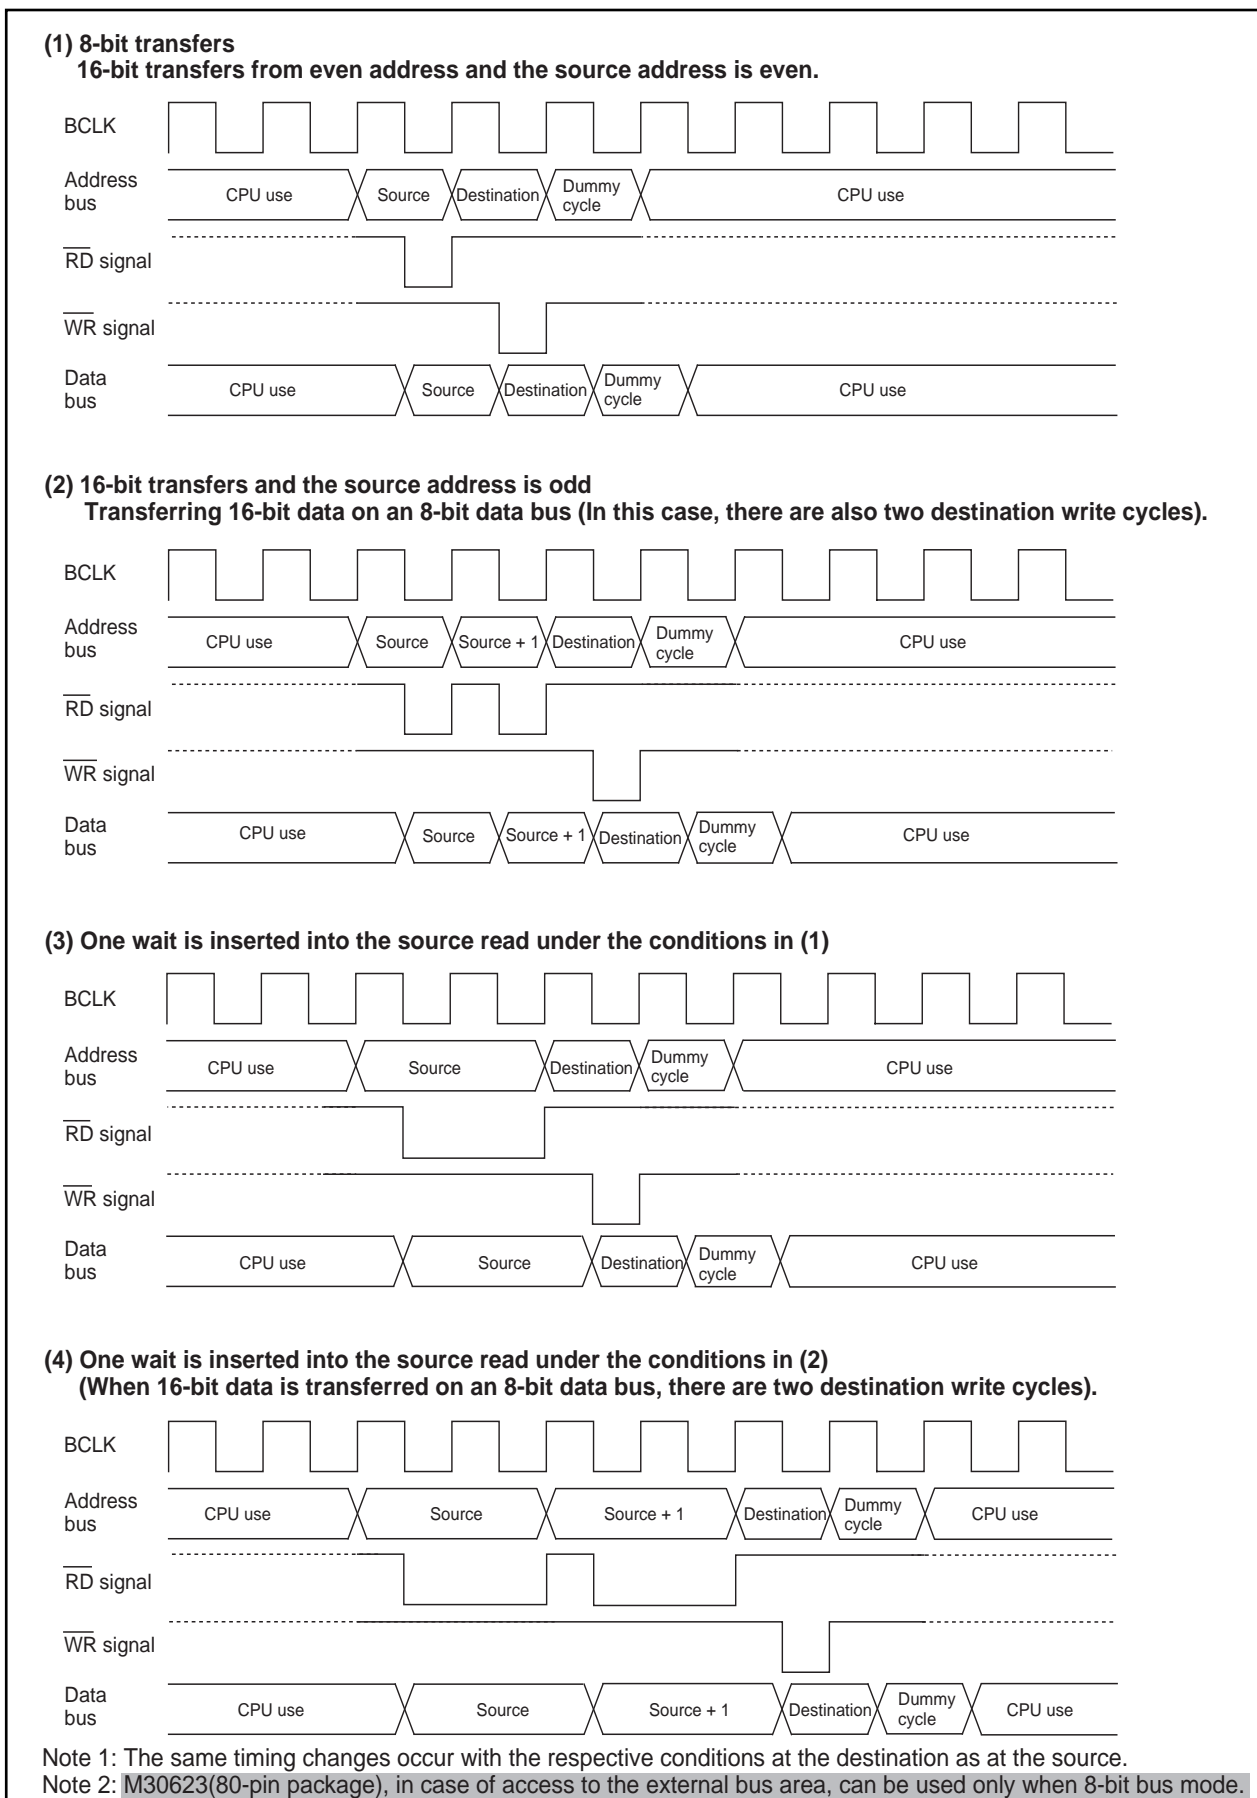 (1) 8-bit transfers
16-bit transfers from even address and the source address is even.
BCLK
Address
bus
CPU use
Source
Destination
Dummy
cycle
CPU use
RD signal
WR signal
Data
bus
CPU use
Source
Destination
Dummy
cycle
CPU use
(2) 16-bit transfers and the source address is odd
Transferring 16-bit data on an 8-bit data bus (In this case, there are also two destination write cycles).
BCLK
Address
bus
CPU use
Source
Source + 1
Destination
Dummy
cycle
CPU use
RD signal
WR signal
Data
bus
CPU use
Source
Source + 1
Destination
Dummy
cycle
CPU use
(3) One wait is inserted into the source read under the conditions in (1)
BCLK
Address
bus
CPU use
Source
Destination
Dummy
cycle
CPU use
RD signal
WR signal
Data
bus
CPU use
Source
Destination
Dummy
cycle
CPU use
(4) One wait is inserted into the source read under the conditions in (2)
(When 16-bit data is transferred on an 8-bit data bus, there are two destination write cycles).
BCLK
Address
bus
CPU use
Source
Source + 1
Destination
Dummy
cycle
CPU use
RD signal
WR signal
Data
bus
CPU use
Source
Source + 1
Destination
Dummy
cycle
CPU use
Note 1: The same timing changes occur with the respective conditions at the destination as at the source.
Note 2: M30623(80-pin package), in case of access to the external bus area, can be used only when 8-bit bus mode.